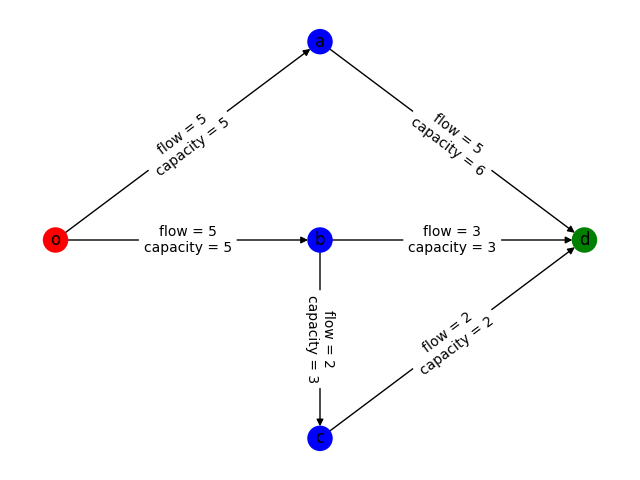 a
flow = 5
capacity = 5
flow = 5
capacity = 6
o
flow = 5
capacity = 5
b
flow = 3
capacity = 3
d
flow = 2
capacity = 3
flow = 2
capacity = 2
c